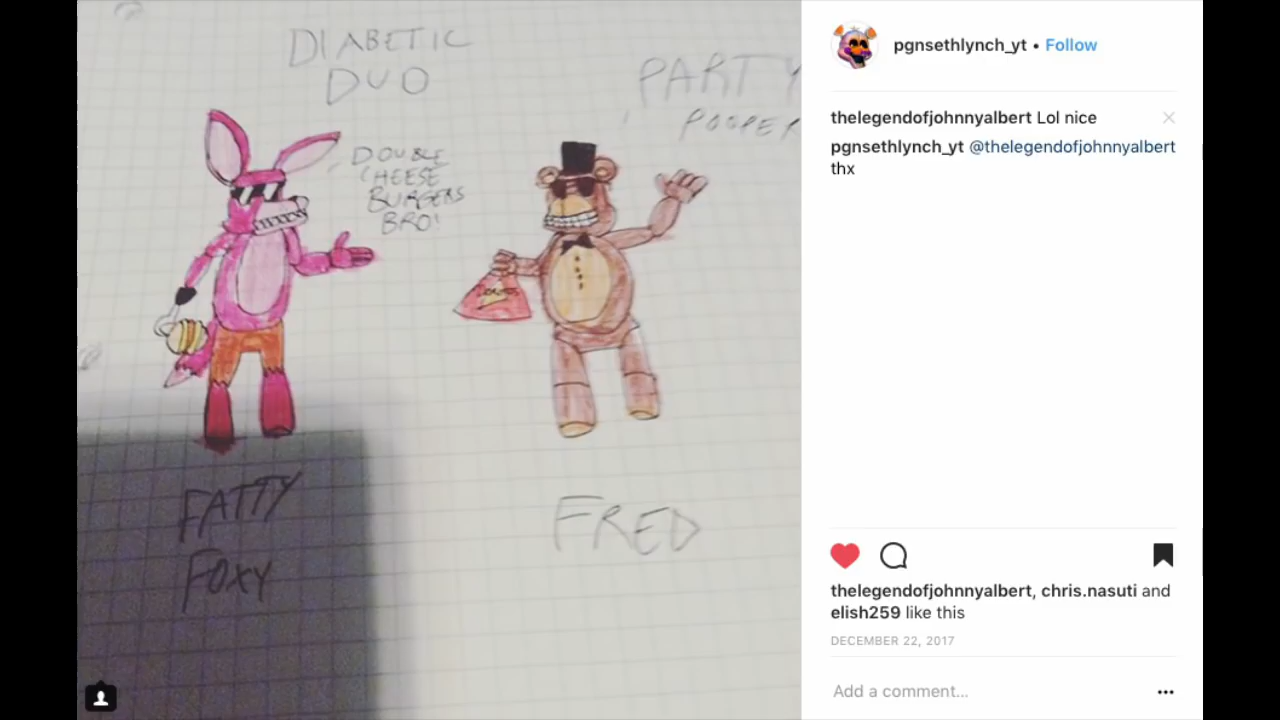 DIABETIC
DUO
PARTY
POOPER
DOUBLE
CHEESE
BURGERS
BRO!
FATTY
FOXY
FRED
pgnsethlynch_yt • Follow
thelegendofjohnnyalbert Lol nice
pgnsethlynch_yt @thelegendofjohnnyalbert
thx
thelegendofjohnnyalbert, chris.nasuti and
elish259 like this
DECEMBER 22, 2017
Add a comment...